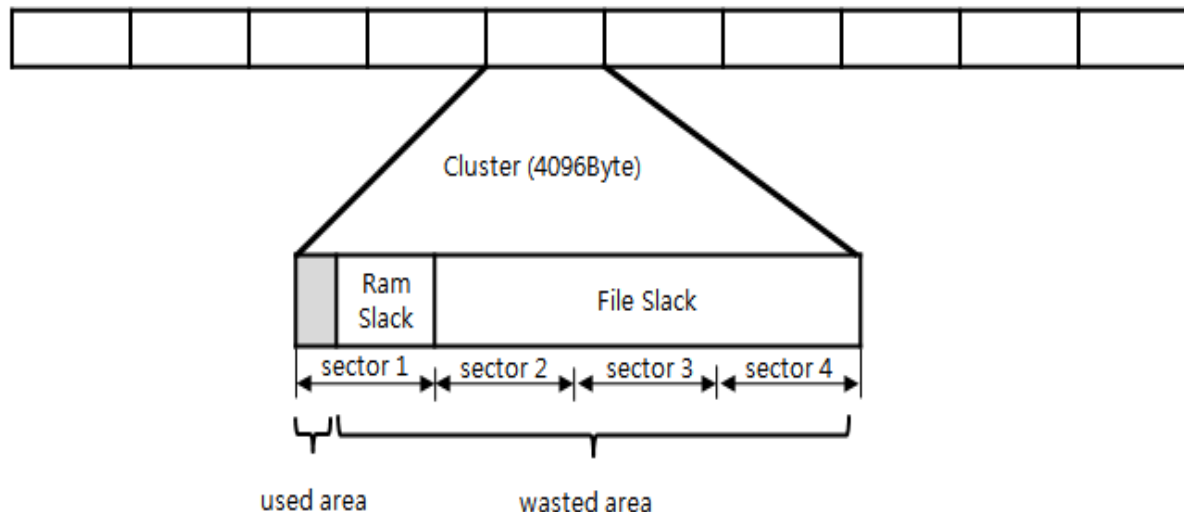 Cluster (4096Byte)
Ram
Slack
File Slack
sector 1
sector 2
sector 3
sector 4
used area
wasted area